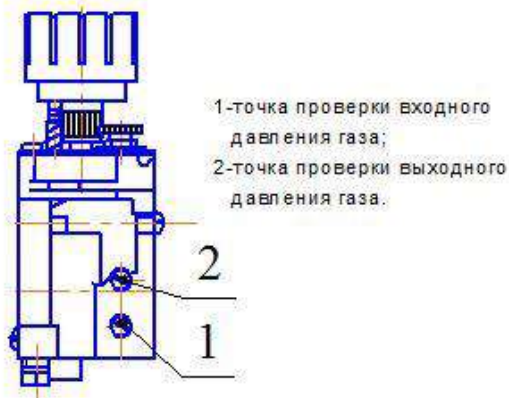 1-точка проверки входного
давления газа;
2-точка проверки выходного
давления газа.
2
1